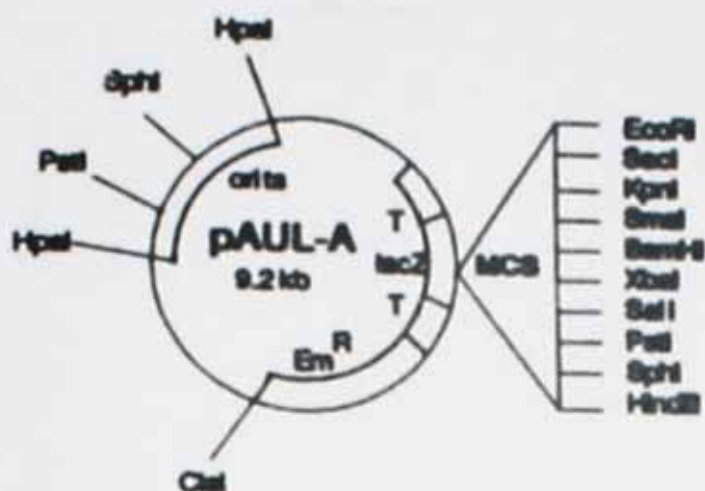 HpaI
SphI
PstI
HpaI
ori ts
pAUL-A
9.2 kb
T
lacZ
T
Em R
ClaI
MCS
EcoRI
SacI
KpnI
SmaI
BamHI
XbaI
Sal I
PstI
SphI
HindIII